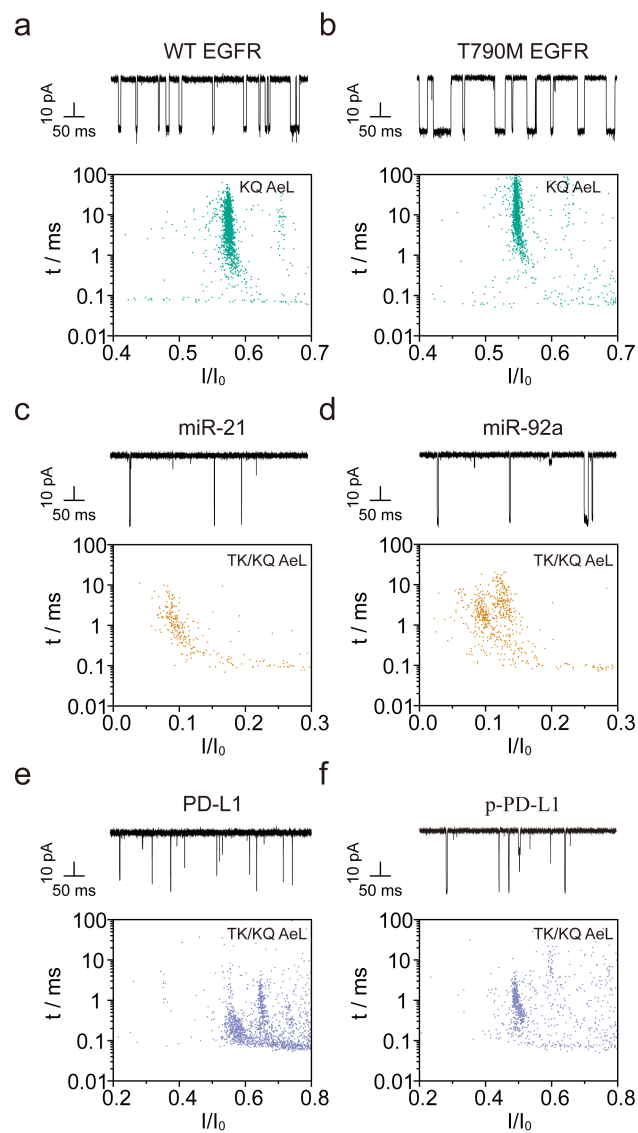 a
WT EGFR
10 pA
50 ms
KQ AeL
t / ms
100
10
1
0.1
0.01
0.4 0.5 0.6 0.7
I/I0
b
T790M EGFR
10 pA
50 ms
KQ AeL
t / ms
100
10
1
0.1
0.01
0.4 0.5 0.6 0.7
I/I0
c
miR-21
10 pA
50 ms
TK/KQ AeL
t / ms
100
10
1
0.1
0.01
0.0 0.1 0.2 0.3
I/I0
d
miR-92a
10 pA
50 ms
TK/KQ AeL
t / ms
100
10
1
0.1
0.01
0.0 0.1 0.2 0.3
I/I0
e
PD-L1
10 pA
50 ms
TK/KQ AeL
t / ms
100
10
1
0.1
0.01
0.2 0.4 0.6 0.8
I/I0
f
p-PD-L1
10 pA
50 ms
TK/KQ AeL
t / ms
100
10
1
0.1
0.01
0.2 0.4 0.6 0.8
I/I0